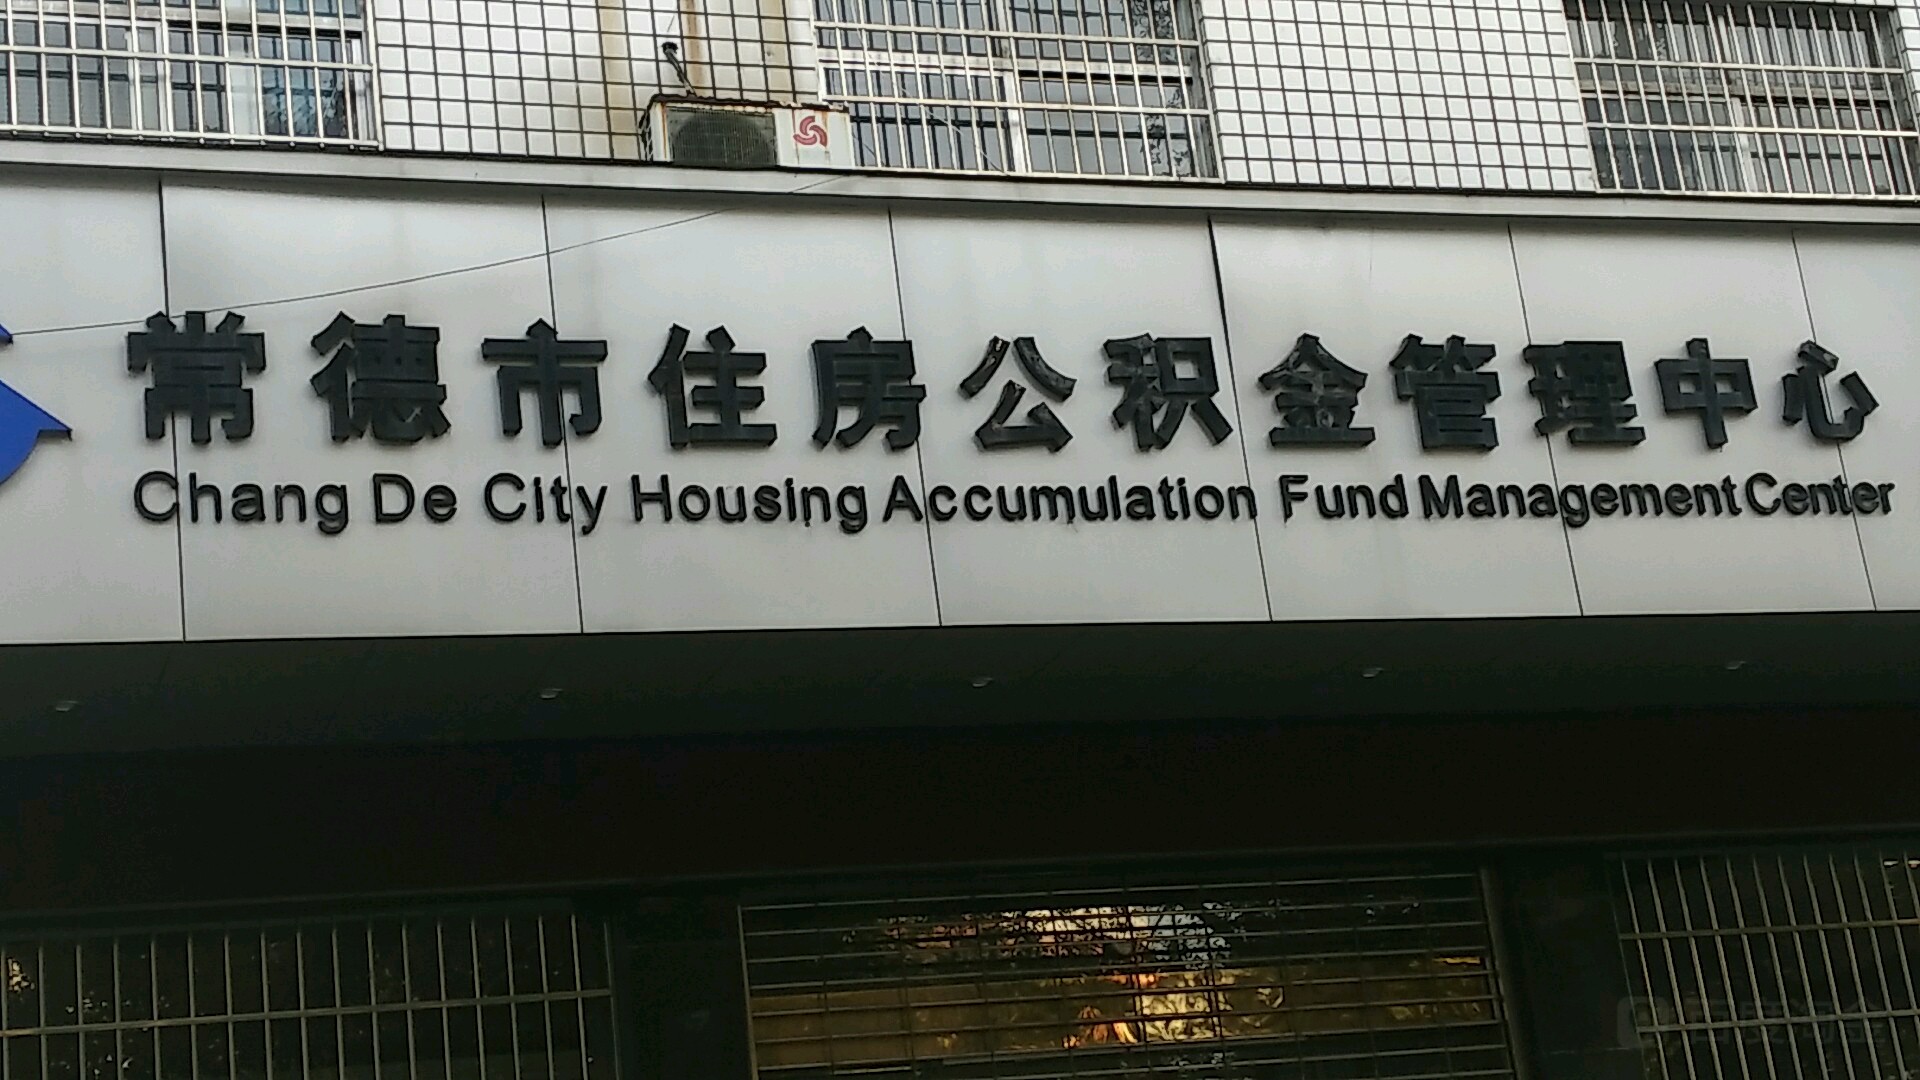 常德市住房公积金管理中心
Chang De City Housing Accumulation Fund Management Center